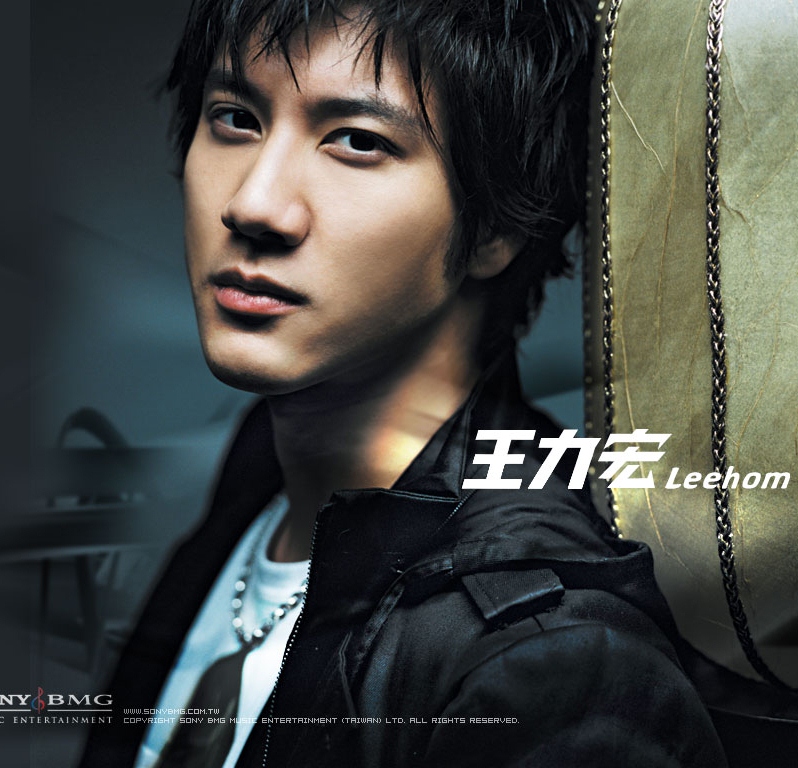 王力宏 Leehom
NY BMG
C ENTERTAINMENT
WWW.SONYBMG.COM.TW
COPYRIGHT SONY BMG MUSIC ENTERTAINMENT (TAIWAN) LTD. ALL RIGHTS RESERVED.